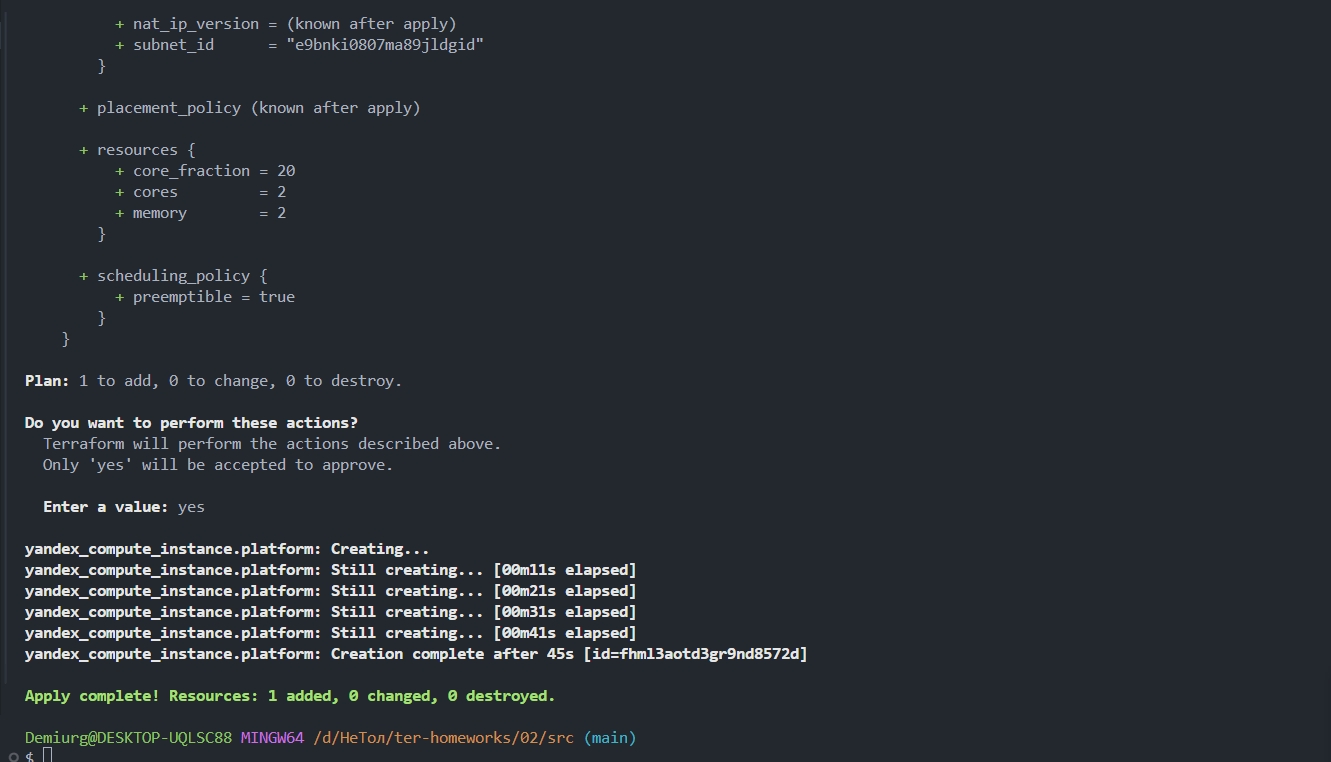 + nat_ip_version = (known after apply)
+ subnet_id      = "e9bnki0807ma89jldgid"
}
+ placement_policy (known after apply)
+ resources {
+ core_fraction = 20
+ cores         = 2
+ memory        = 2
}
+ scheduling_policy {
+ preemptible = true
}
}
Plan: 1 to add, 0 to change, 0 to destroy.
Do you want to perform these actions?
Terraform will perform the actions described above.
Only 'yes' will be accepted to approve.
Enter a value: yes
yandex_compute_instance.platform: Creating...
yandex_compute_instance.platform: Still creating... [00m11s elapsed]
yandex_compute_instance.platform: Still creating... [00m21s elapsed]
yandex_compute_instance.platform: Still creating... [00m31s elapsed]
yandex_compute_instance.platform: Still creating... [00m41s elapsed]
yandex_compute_instance.platform: Creation complete after 45s [id=fhml3aotd3gr9nd8572d]
Apply complete! Resources: 1 added, 0 changed, 0 destroyed.
Demiurg@DESKTOP-UQLSC88 MINGW64 /d/НеТол/ter-homeworks/02/src (main)
$